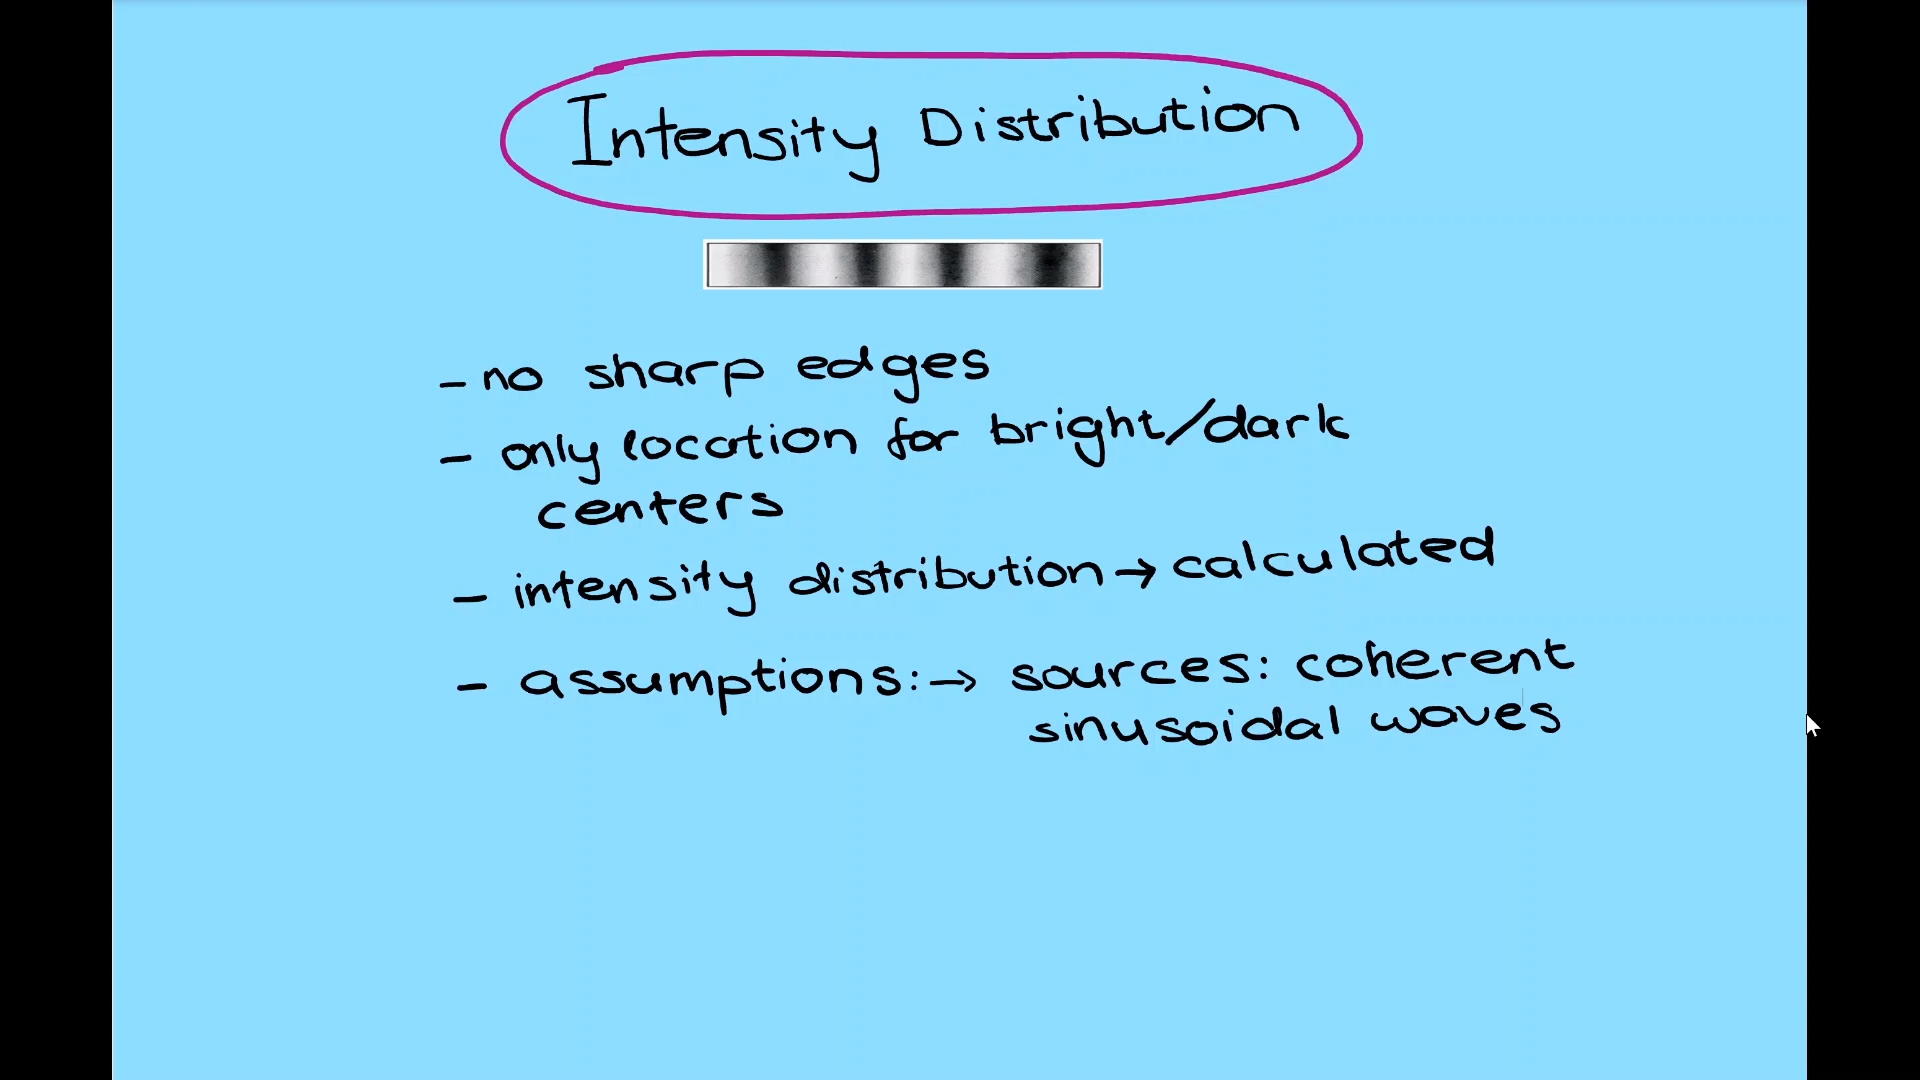 Intensity Distribution
- no sharp edges
- only location for bright/dark
centers
- intensity distribution → calculated
- assumptions: → sources: coherent
sinusoidal waves